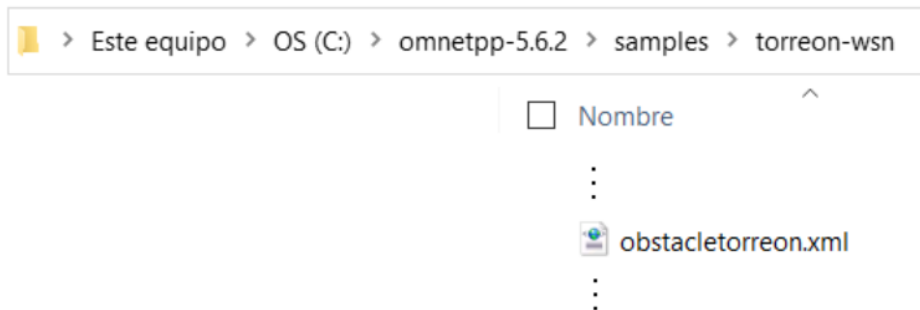 Este equipo > OS (C:) > omnetpp-5.6.2 > samples > torreon-wsn
Nombre
⋮
obstacletorreon.xml
⋮